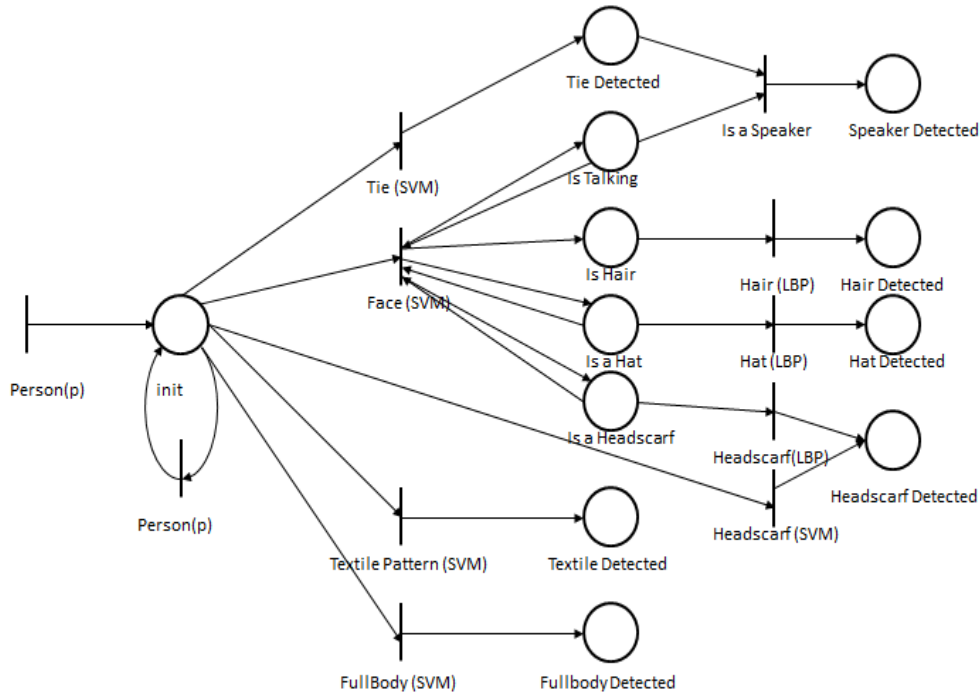 Tie Detected
Is a Speaker
Speaker Detected
Tie (SVM)
Is Talking
Is Hair
Hair (LBP)
Hair Detected
Face (SVM)
Is a Hat
Hat (LBP)
Hat Detected
Person(p)
init
Is a Headscarf
Headscarf(LBP)
Headscarf Detected
Person(p)
Headscarf (SVM)
Textile Pattern (SVM)
Textile Detected
FullBody (SVM)
Fullbody Detected